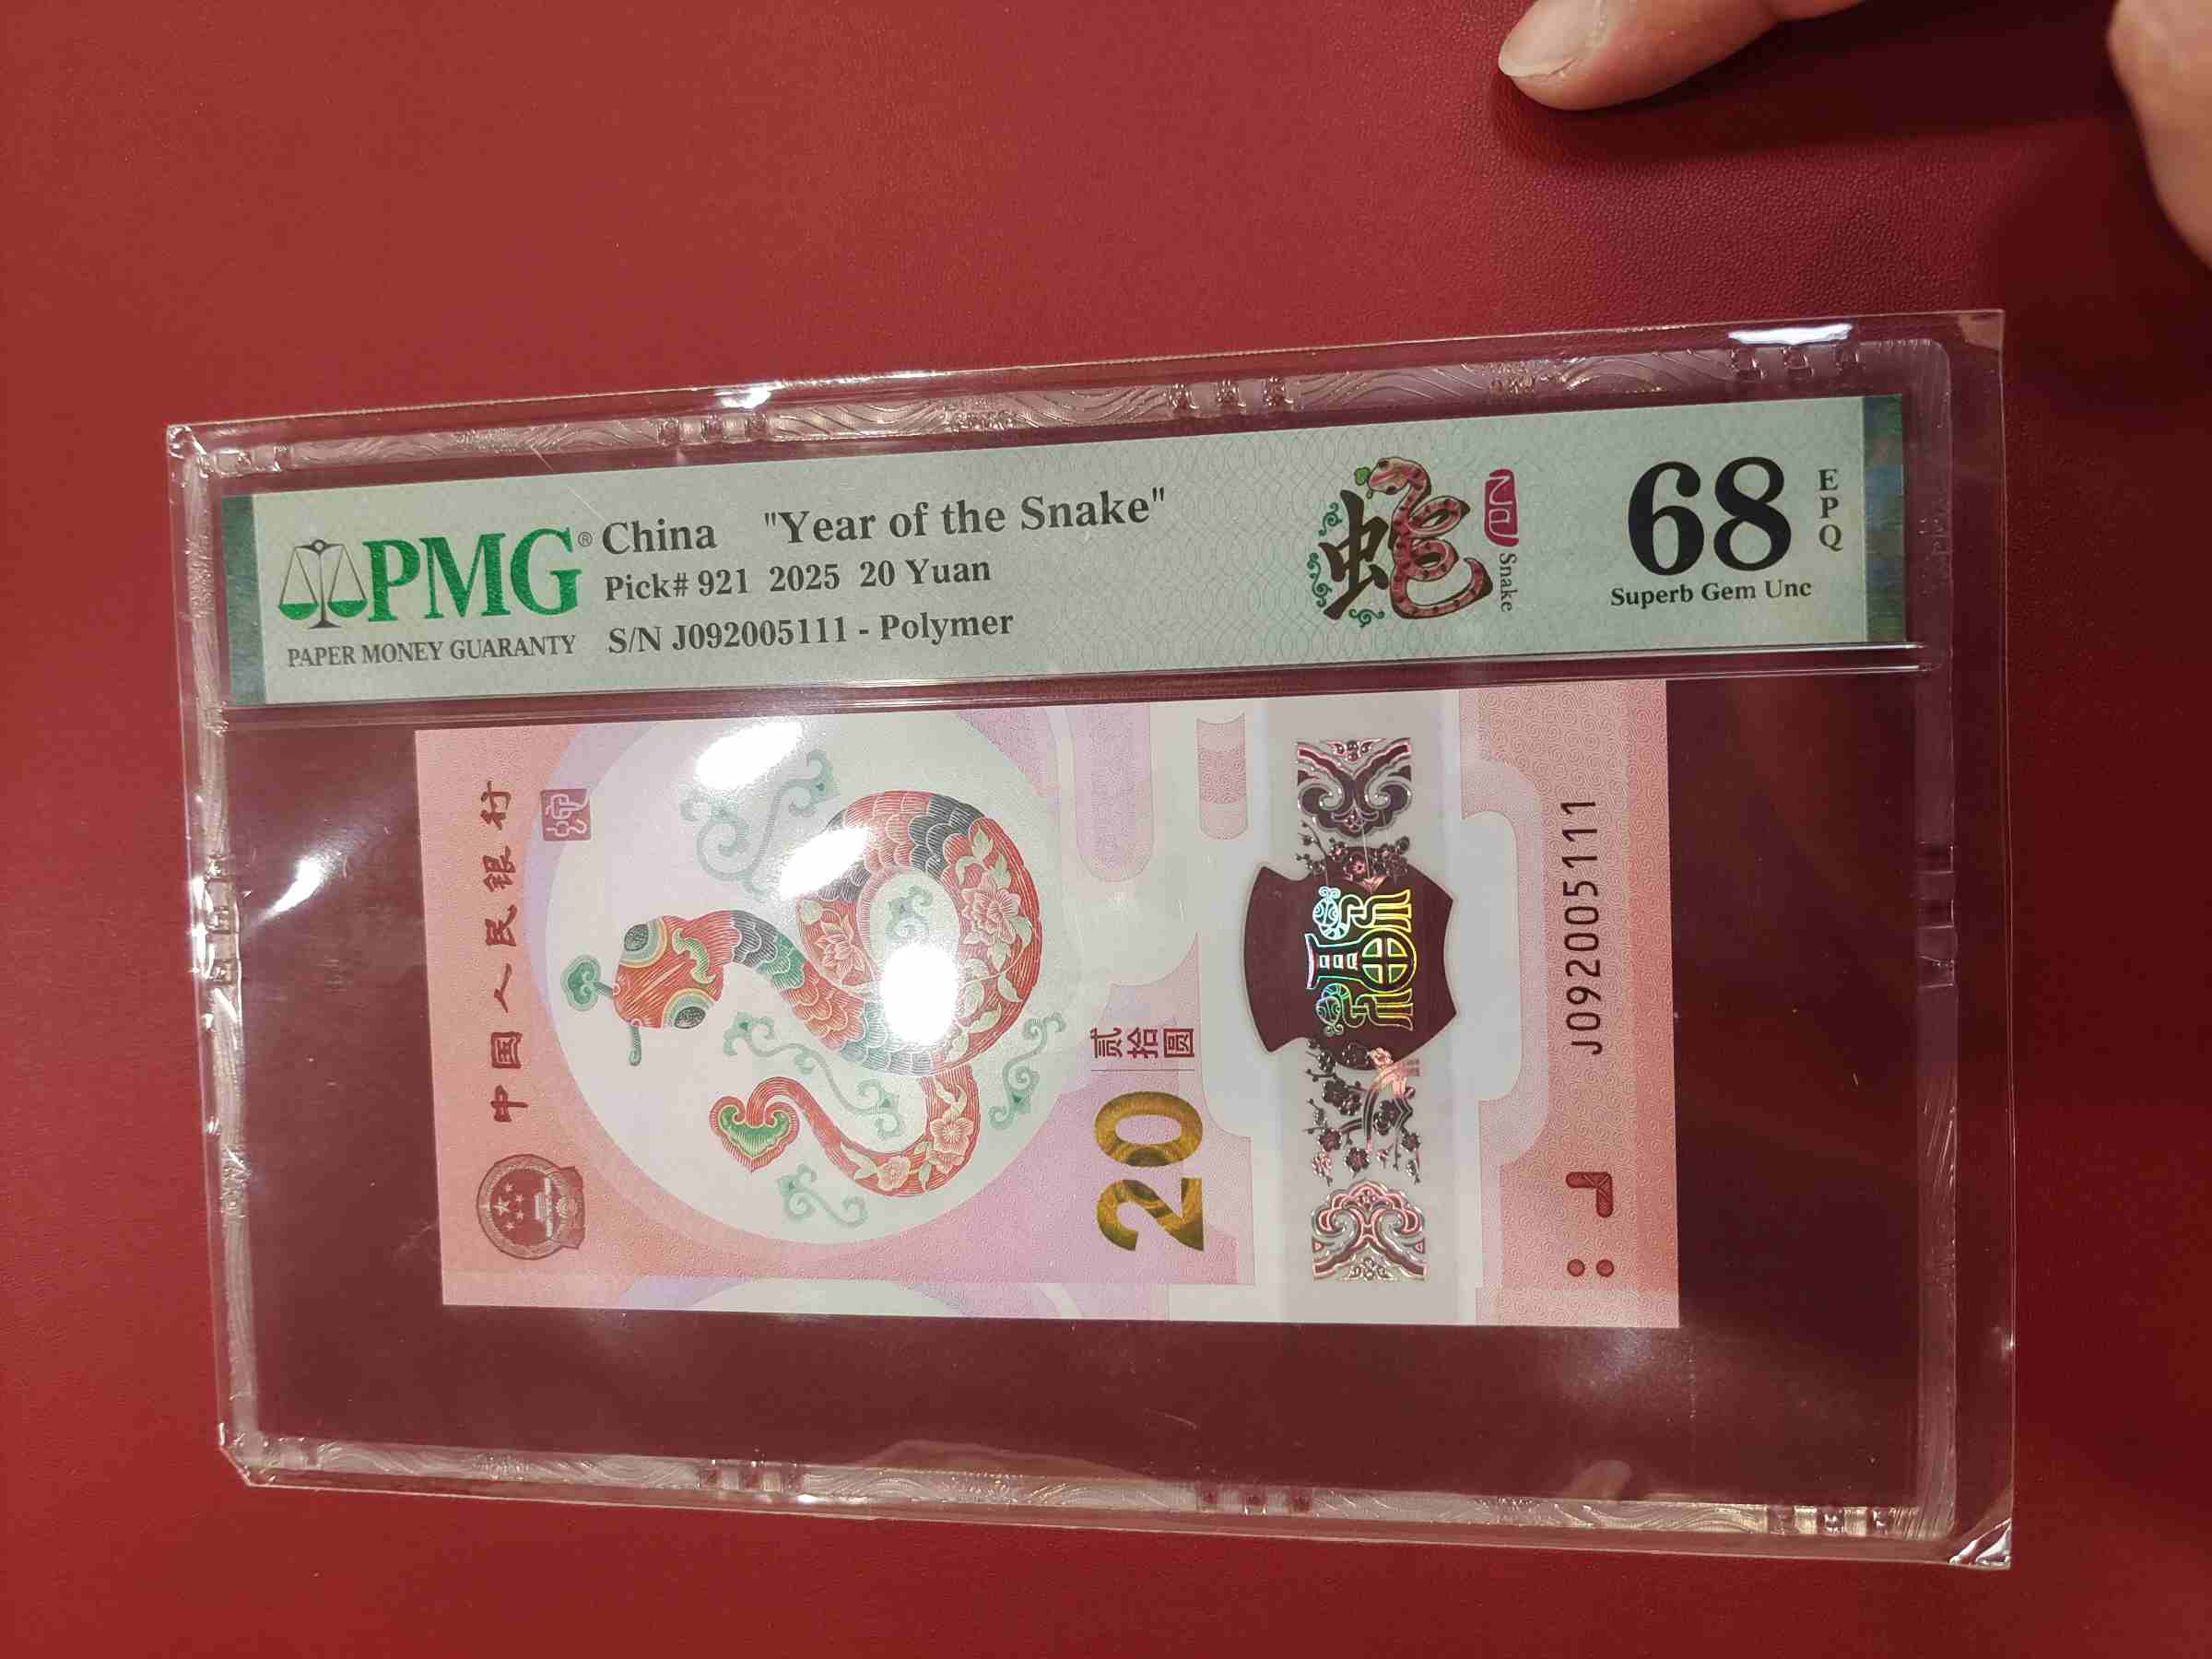 PMG®
PAPER MONEY GUARANTY
China "Year of the Snake"
Pick# 921 2025 20 Yuan
S/N J092005111 - Polymer
蛇
Snake
68
EPQ
Superb Gem Unc
中国人民银行
20
贰拾圆
福
J092005111